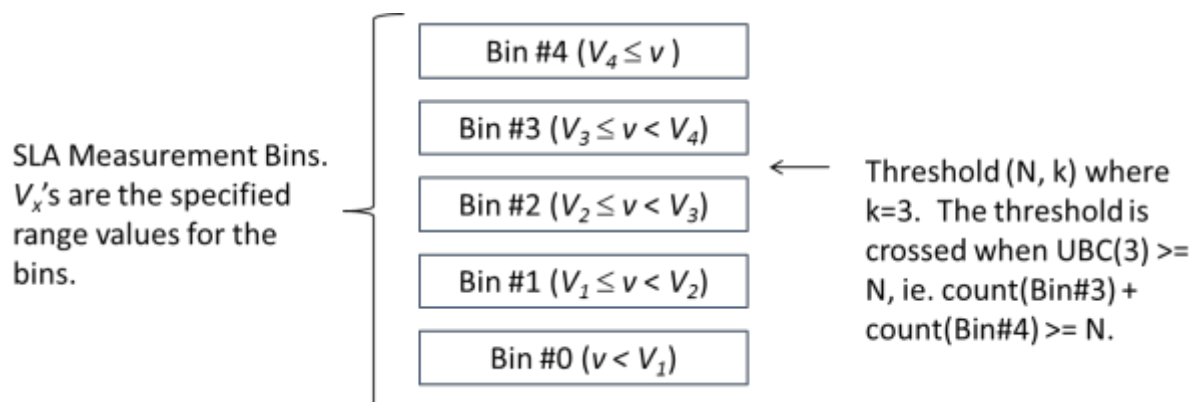 Bin #4 (V₄ ≤ v )
Bin #3 (V₃ ≤ v < V₄)
Bin #2 (V₂ ≤ v < V₃)
Bin #1 (V₁ ≤ v < V₂)
Bin #0 (v < V₁)
SLA Measurement Bins.
Vₓ's are the specified
range values for the
bins.
Threshold (N, k) where
k=3. The threshold is
crossed when UBC(3) >=
N, ie. count(Bin#3) +
count(Bin#4) >= N.